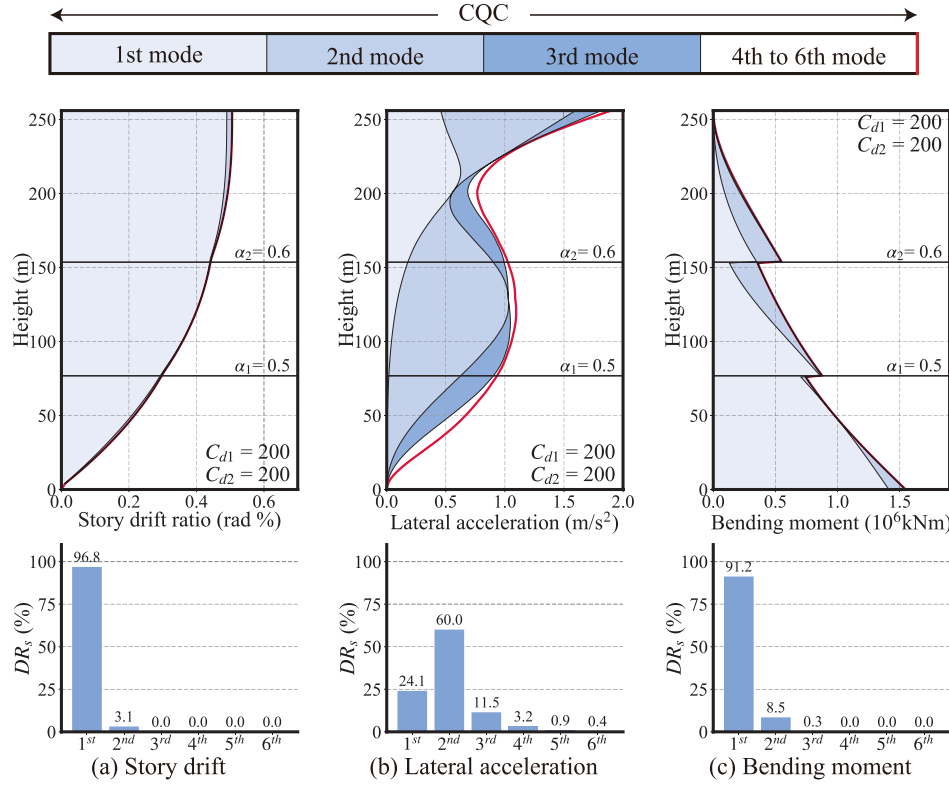 CQC
1st mode 2nd mode 3rd mode 4th to 6th mode
250
200
150
100
50
0
Height (m)
α2 = 0.6
α1 = 0.5
Cd1 = 200
Cd2 = 200
0.0 0.2 0.4 0.6
Story drift ratio (rad %)
250
200
150
100
50
0
Height (m)
α2 = 0.6
α1 = 0.5
Cd1 = 200
Cd2 = 200
0.0 0.5 1.0 1.5 2.0
Lateral acceleration (m/s²)
250
200
150
100
50
0
Height (m)
Cd1 = 200
Cd2 = 200
α2 = 0.6
α1 = 0.5
0.0 0.5 1.0 1.5
Bending moment (10⁶kNm)
100
75
50
25
0
DRs (%)
96.8 3.1 0.0 0.0 0.0 0.0
1st 2nd 3rd 4th 5th 6th
(a) Story drift
100
75
50
25
0
DRs (%)
24.1 60.0 11.5 3.2 0.9 0.4
1st 2nd 3rd 4th 5th 6th
(b) Lateral acceleration
100
75
50
25
0
DRs (%)
91.2 8.5 0.3 0.0 0.0 0.0
1st 2nd 3rd 4th 5th 6th
(c) Bending moment